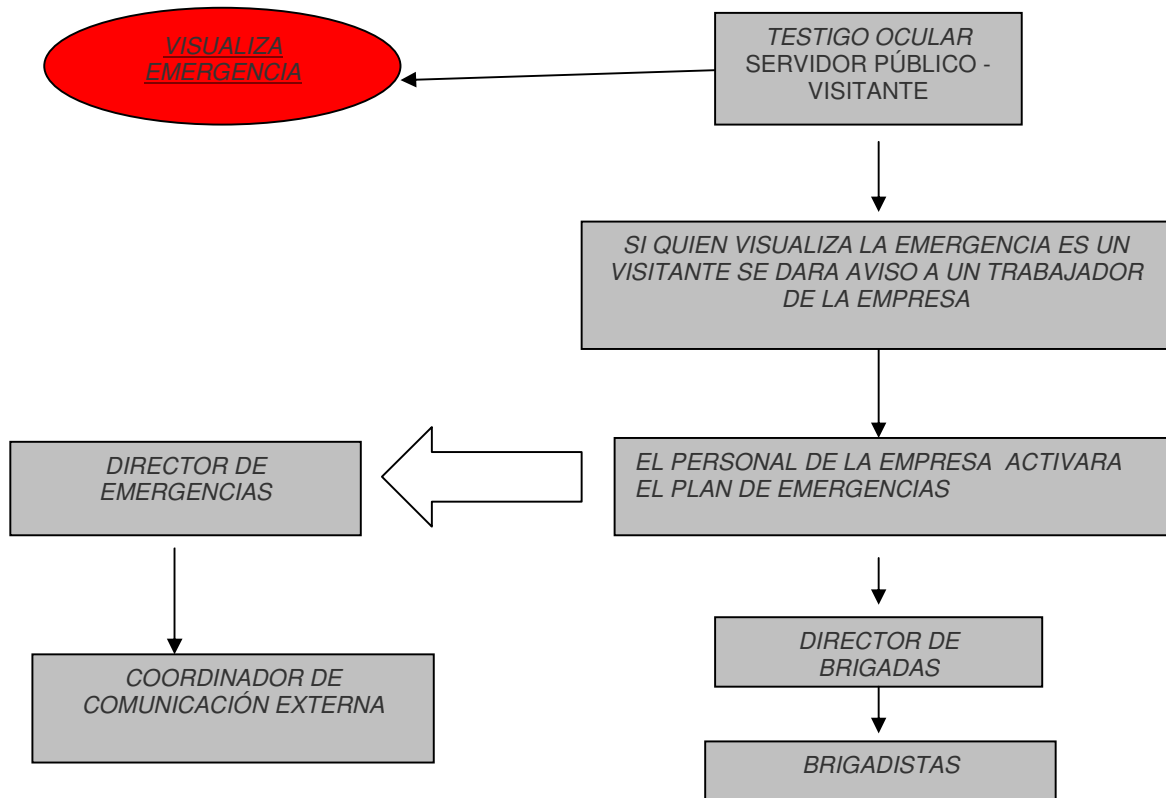 VISUALIZA
EMERGENCIA
TESTIGO OCULAR
SERVIDOR PÚBLICO -
VISITANTE
SI QUIEN VISUALIZA LA EMERGENCIA ES UN
VISITANTE SE DARA AVISO A UN TRABAJADOR
DE LA EMPRESA
DIRECTOR DE
EMERGENCIAS
EL PERSONAL DE LA EMPRESA ACTIVARA
EL PLAN DE EMERGENCIAS
COORDINADOR DE
COMUNICACIÓN EXTERNA
DIRECTOR DE
BRIGADAS
BRIGADISTAS